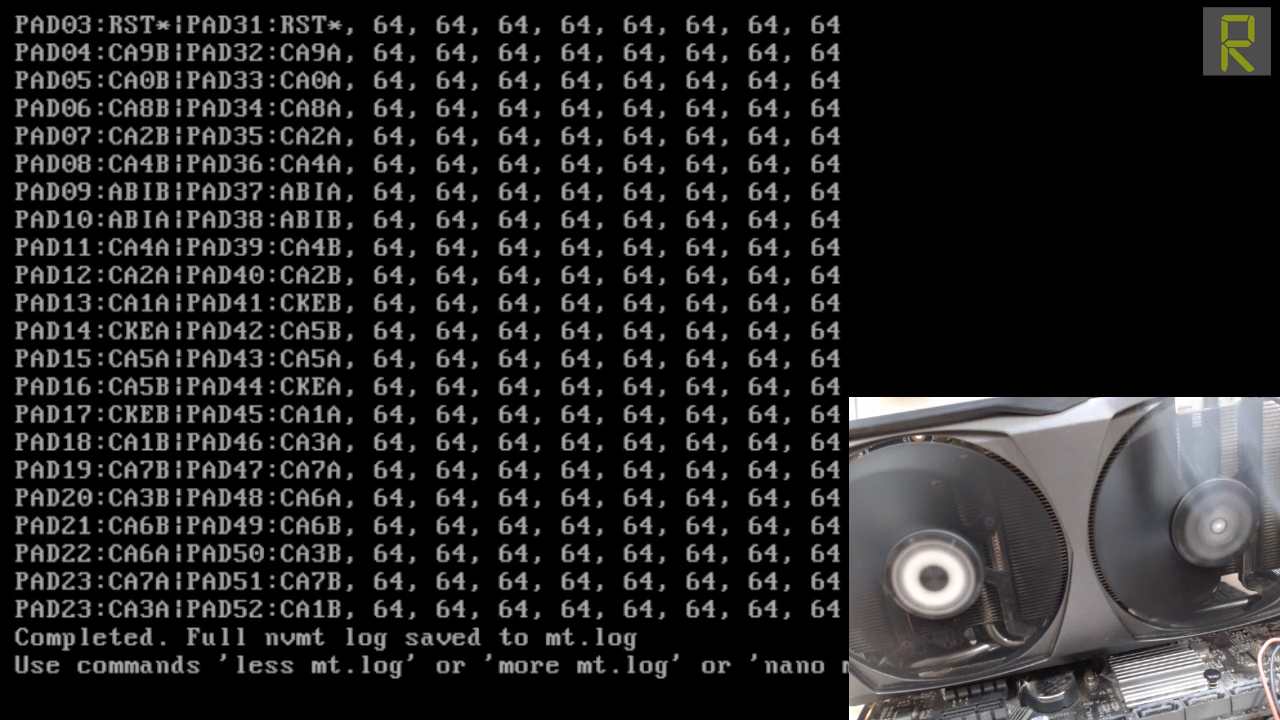 PAD03:RST*|PAD31:RST*, 64, 64, 64, 64, 64, 64, 64, 64
PAD04:CA9B|PAD32:CA9A, 64, 64, 64, 64, 64, 64, 64, 64
PAD05:CA0B|PAD33:CA0A, 64, 64, 64, 64, 64, 64, 64, 64
PAD06:CA8B|PAD34:CA8A, 64, 64, 64, 64, 64, 64, 64, 64
PAD07:CA2B|PAD35:CA2A, 64, 64, 64, 64, 64, 64, 64, 64
PAD08:CA4B|PAD36:CA4A, 64, 64, 64, 64, 64, 64, 64, 64
PAD09:ABIB|PAD37:ABIA, 64, 64, 64, 64, 64, 64, 64, 64
PAD10:ABIA|PAD38:ABIB, 64, 64, 64, 64, 64, 64, 64, 64
PAD11:CA4A|PAD39:CA4B, 64, 64, 64, 64, 64, 64, 64, 64
PAD12:CA2A|PAD40:CA2B, 64, 64, 64, 64, 64, 64, 64, 64
PAD13:CA1A|PAD41:CKEB, 64, 64, 64, 64, 64, 64, 64, 64
PAD14:CKEA|PAD42:CA5B, 64, 64, 64, 64, 64, 64, 64, 64
PAD15:CA5A|PAD43:CA5A, 64, 64, 64, 64, 64, 64, 64, 64
PAD16:CA5B|PAD44:CKEA, 64, 64, 64, 64, 64, 64, 64, 64
PAD17:CKEB|PAD45:CA1A, 64, 64, 64, 64, 64, 64, 64, 64
PAD18:CA1B|PAD46:CA3A, 64, 64, 64, 64, 64, 64, 64, 64
PAD19:CA7B|PAD47:CA7A, 64, 64, 64, 64, 64, 64, 64, 64
PAD20:CA3B|PAD48:CA6A, 64, 64, 64, 64, 64, 64, 64, 64
PAD21:CA6B|PAD49:CA6B, 64, 64, 64, 64, 64, 64, 64, 64
PAD22:CA6A|PAD50:CA3B, 64, 64, 64, 64, 64, 64, 64, 64
PAD23:CA7A|PAD51:CA7B, 64, 64, 64, 64, 64, 64, 64, 64
PAD23:CA3A|PAD52:CA1B, 64, 64, 64, 64, 64, 64, 64, 64
Completed. Full nvmt log saved to mt.log
Use commands 'less mt.log' or 'more mt.log' or 'nano
R